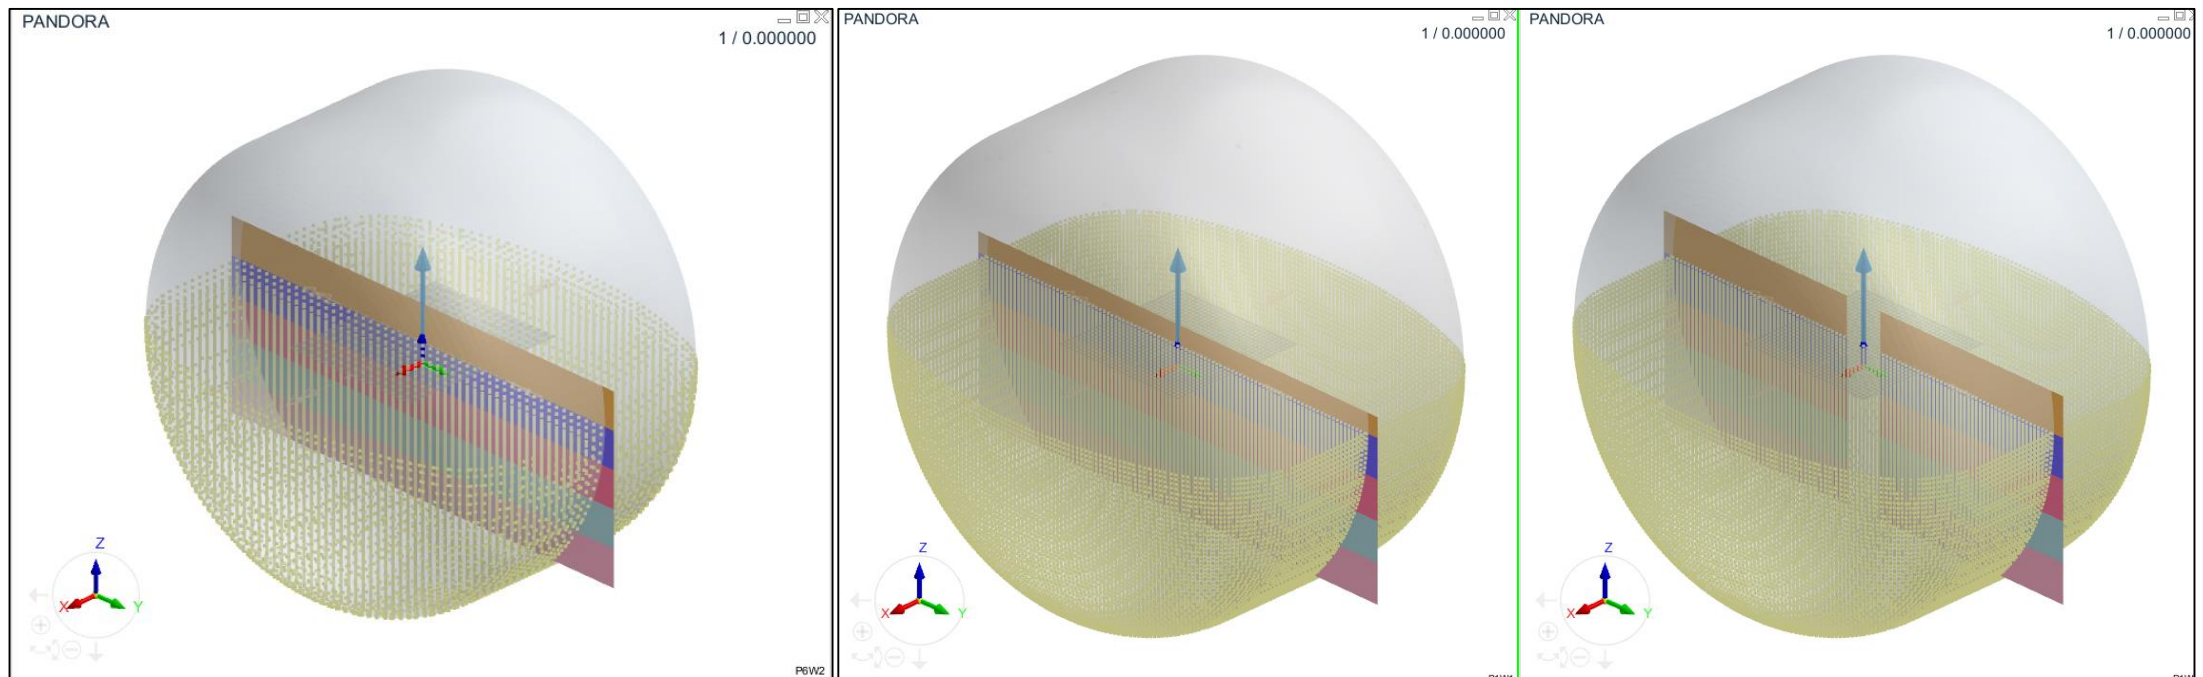 PANDORA
1 / 0.000000
Z
X
Y
P6W2
PANDORA
1 / 0.000000
Z
X
Y
PANDORA
1 / 0.000000
Z
X
Y